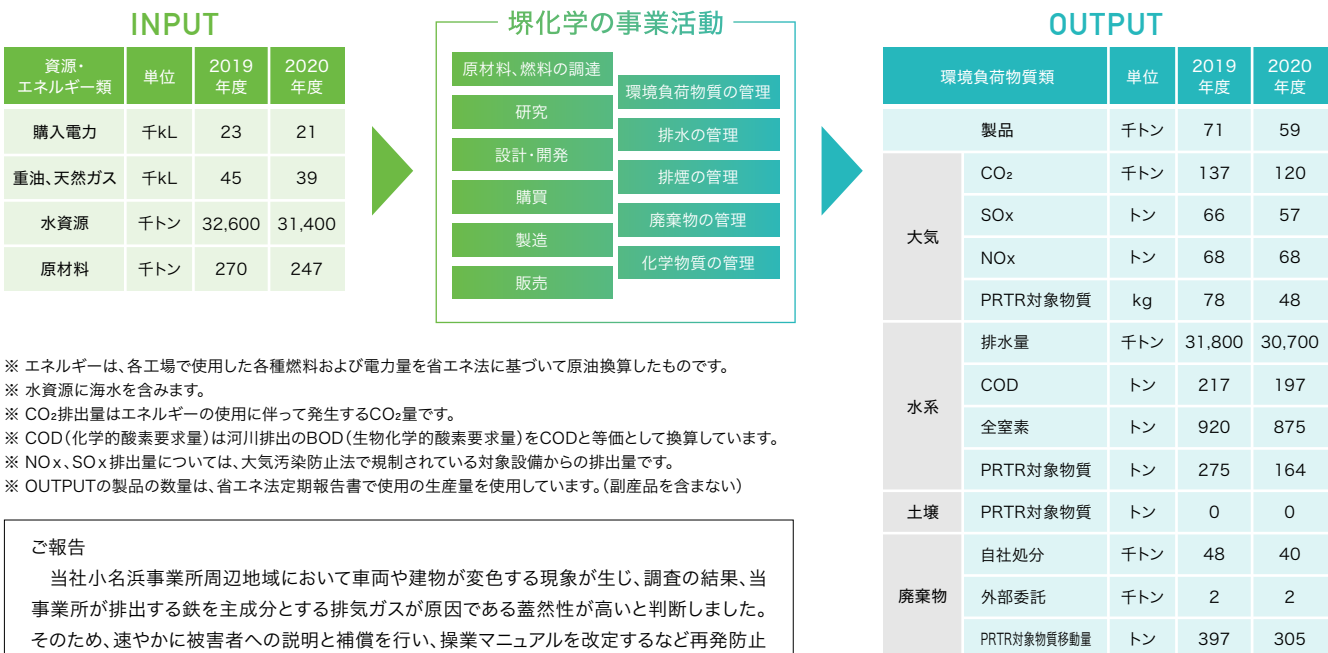 INPUT
資源・エネルギー類 単位 2019年度 2020年度
購入電力 千kL 23 21
重油、天然ガス 千kL 45 39
水資源 千トン 32,600 31,400
原材料 千トン 270 247
堺化学の事業活動
原材料、燃料の調達
研究
設計・開発
購買
製造
販売
環境負荷物質の管理
排水の管理
排煙の管理
廃棄物の管理
化学物質の管理
OUTPUT
環境負荷物質類 単位 2019年度 2020年度
製品 千トン 71 59
大気
CO₂ 千トン 137 120
SOx トン 66 57
NOx トン 68 68
PRTR対象物質 kg 78 48
水系
排水量 千トン 31,800 30,700
COD トン 217 197
全窒素 トン 920 875
PRTR対象物質 トン 275 164
土壌 PRTR対象物質 トン 0 0
廃棄物
自社処分 千トン 48 40
外部委託 千トン 2 2
PRTR対象物質移動量 トン 397 305
※ エネルギーは、各工場で使用した各種燃料および電力量を省エネ法に基づいて原油換算したものです。
※ 水資源に海水を含みます。
※ CO₂排出量はエネルギーの使用に伴って発生するCO₂量です。
※ COD(化学的酸素要求量)は河川排出のBOD(生物化学的酸素要求量)をCODと等価として換算しています。
※ NOx、SOx排出量については、大気汚染防止法で規制されている対象設備からの排出量です。
※ OUTPUTの製品の数量は、省エネ法定期報告書で使用の生産量を使用しています。(副産品を含まない)
ご報告
当社小名浜事業所周辺地域において車両や建物が変色する現象が生じ、調査の結果、当
事業所が排出する鉄を主成分とする排気ガスが原因である蓋然性が高いと判断しました。
そのため、速やかに被害者への説明と補償を行い、操業マニュアルを改定するなど再発防止